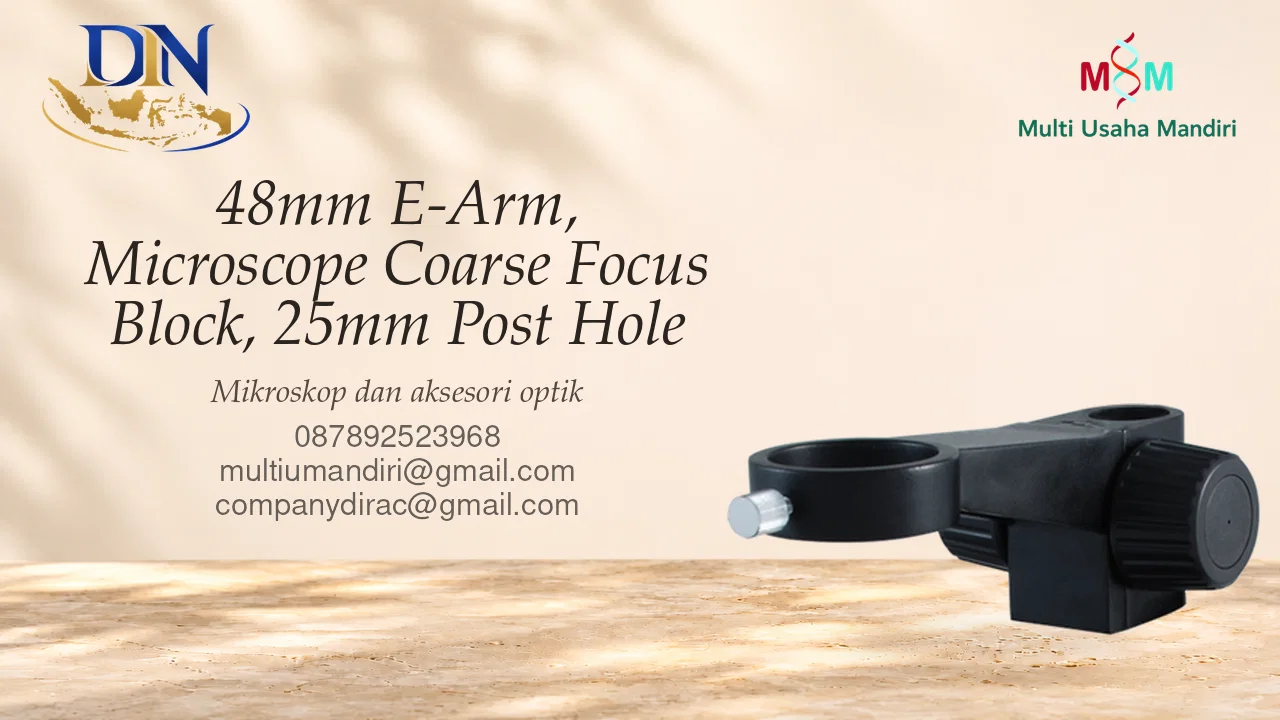 DIN
M M
Multi Usaha Mandiri
48mm E-Arm,
Microscope Coarse Focus
Block, 25mm Post Hole
Mikroskop dan aksesori optik
087892523968
multiumandiri@gmail.com
companydirac@gmail.com